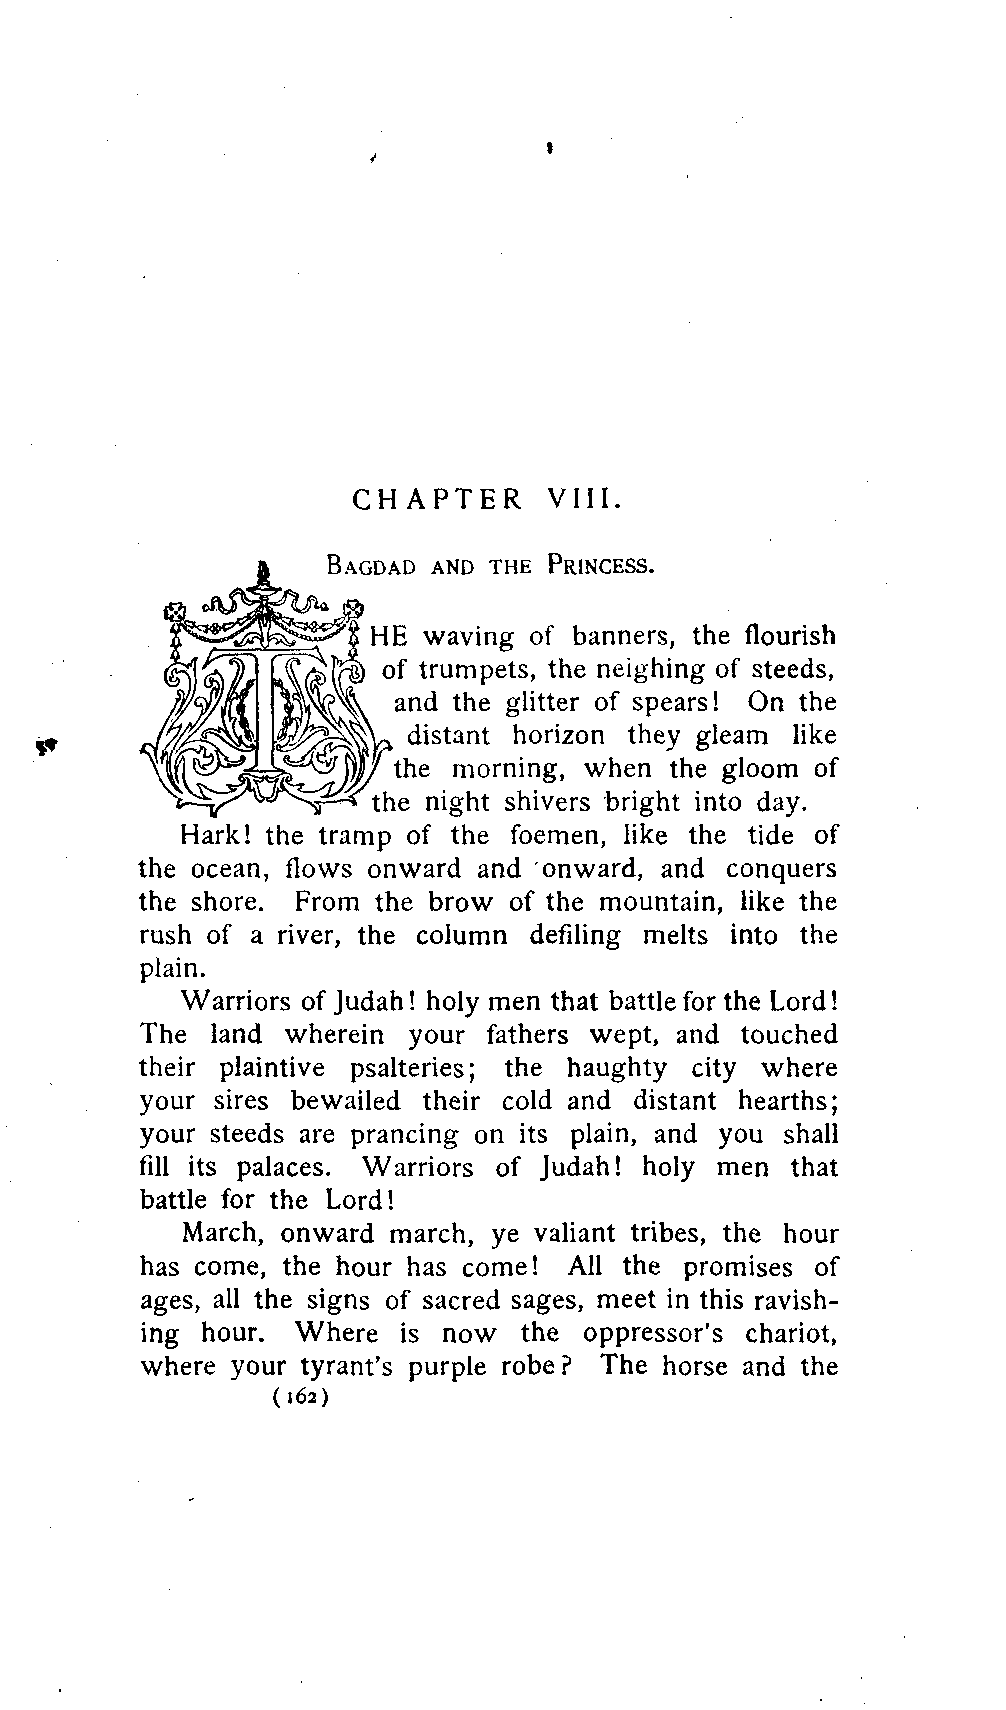 CHAPTER VIII.
BAGDAD AND THE PRINCESS.
THE waving of banners, the flourish
of trumpets, the neighing of steeds,
and the glitter of spears! On the
distant horizon they gleam like
the morning, when the gloom of
the night shivers bright into day.
Hark! the tramp of the foemen, like the tide of
the ocean, flows onward and onward, and conquers
the shore. From the brow of the mountain, like the
rush of a river, the column defiling melts into the
plain.
Warriors of Judah! holy men that battle for the Lord!
The land wherein your fathers wept, and touched
their plaintive psalteries; the haughty city where
your sires bewailed their cold and distant hearths;
your steeds are prancing on its plain, and you shall
fill its palaces. Warriors of Judah! holy men that
battle for the Lord!
March, onward march, ye valiant tribes, the hour
has come, the hour has come! All the promises of
ages, all the signs of sacred sages, meet in this ravish-
ing hour. Where is now the oppressor's chariot,
where your tyrant's purple robe? The horse and the
(162)